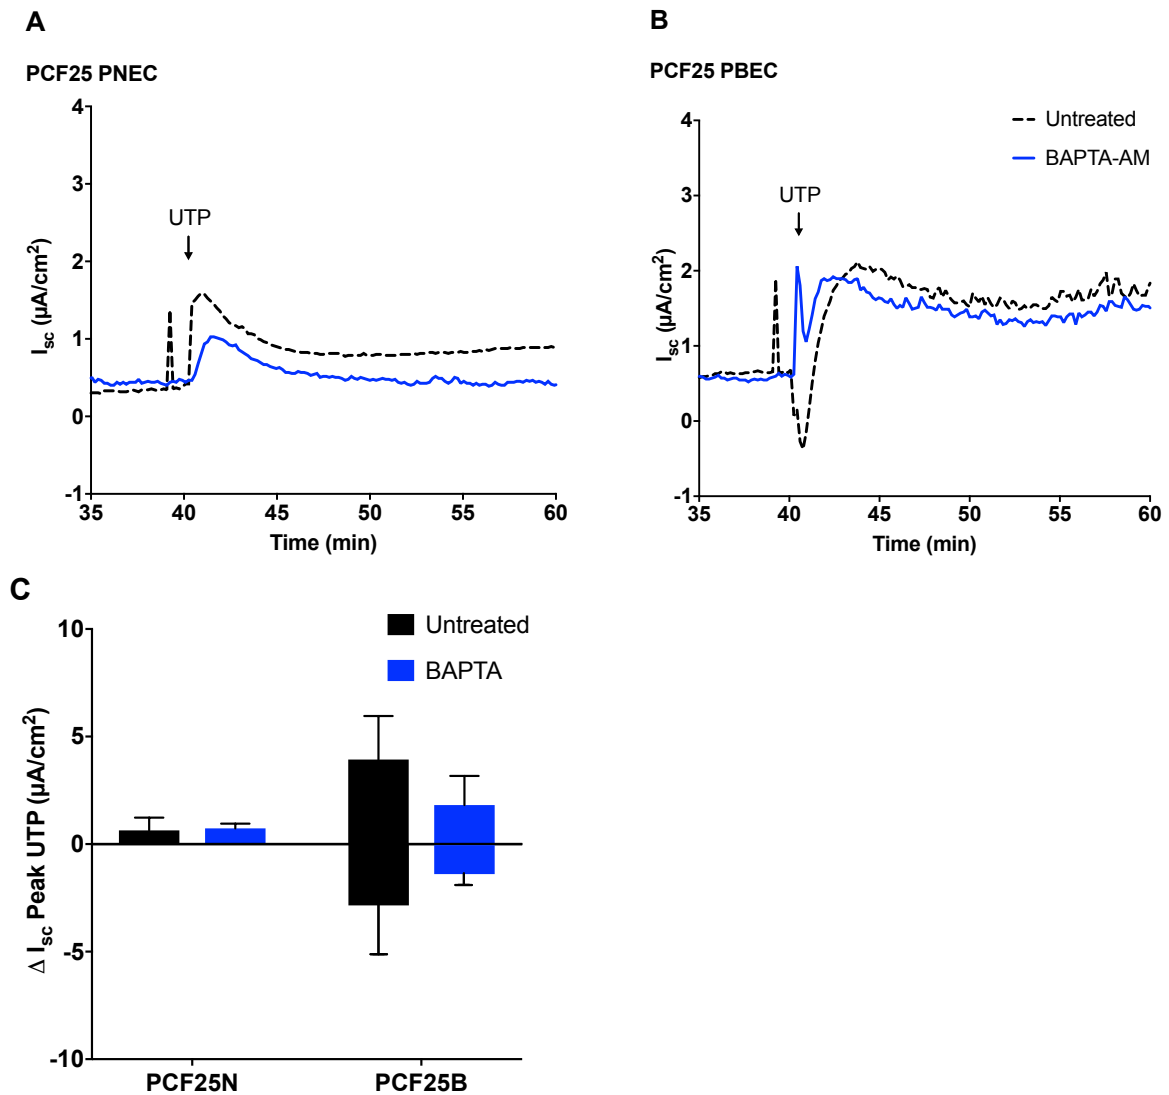 A
PCF25 PNEC
4
3
2
1
0
-1
Isc (µA/cm2)
UTP
35
40
45
50
55
60
Time (min)
B
PCF25 PBEC
Untreated
BAPTA-AM
4
3
2
1
0
-1
Isc (µA/cm2)
UTP
35
40
45
50
55
60
Time (min)
C
Untreated
BAPTA
10
5
0
-5
-10
Δ Isc Peak UTP (µA/cm2)
PCF25N
PCF25B